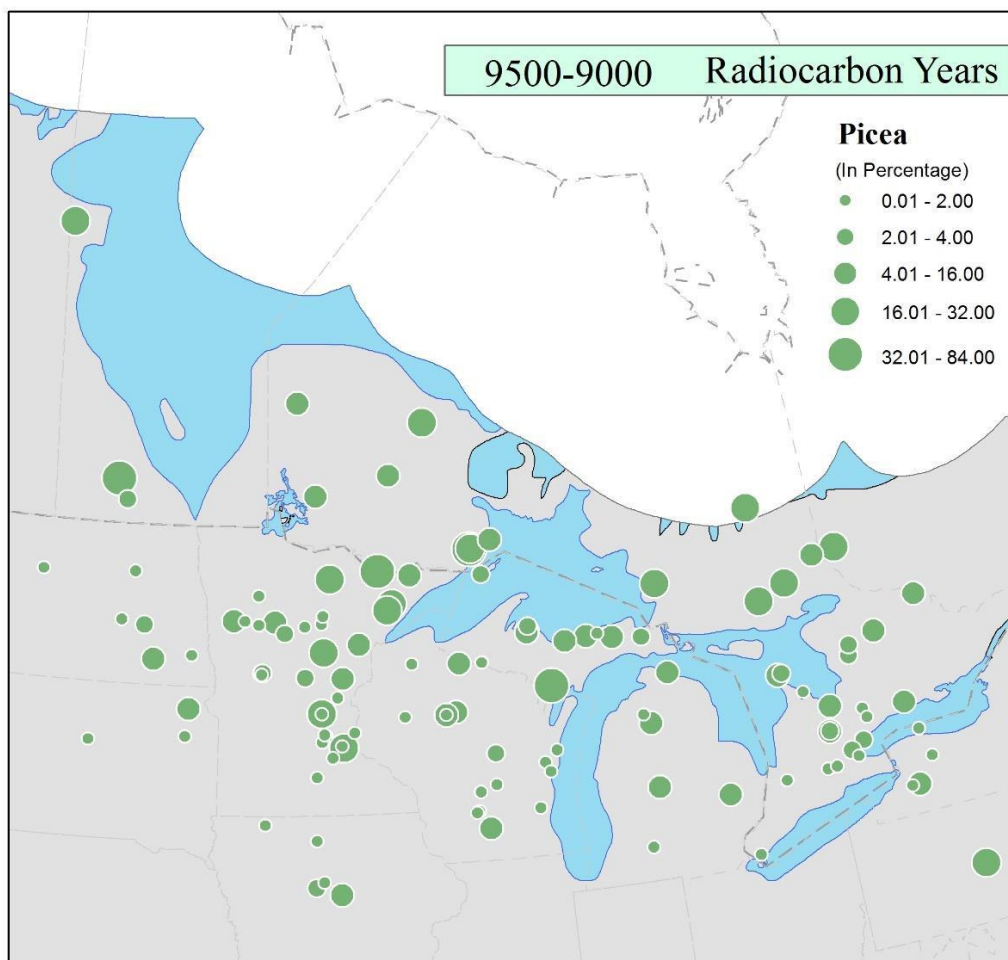 9500-9000 Radiocarbon Years
Picea
(In Percentage)
0.01 - 2.00
2.01 - 4.00
4.01 - 16.00
16.01 - 32.00
32.01 - 84.00